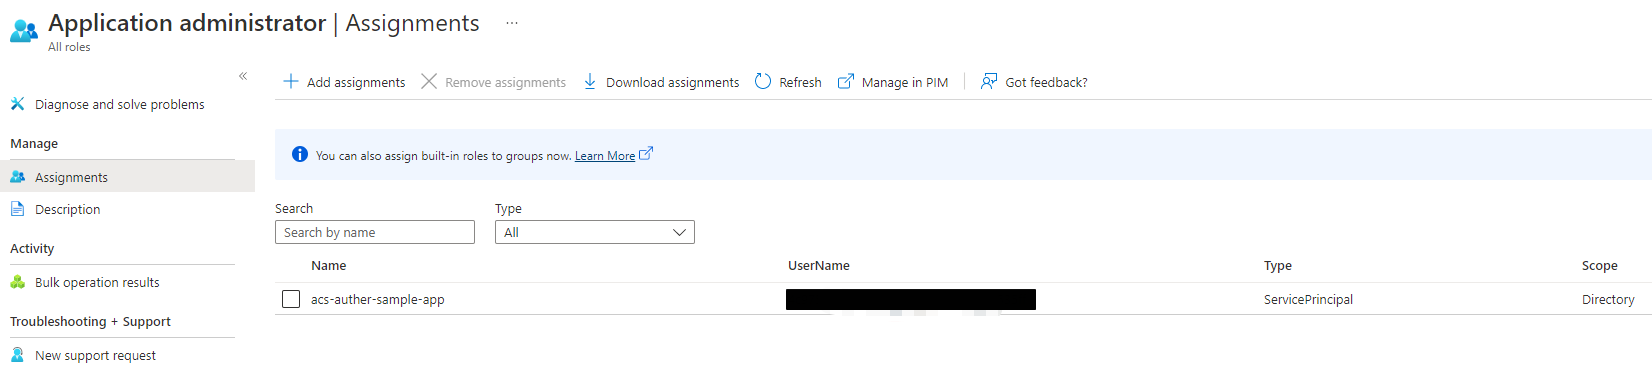 Application administrator | Assignments ...
All roles
«
Diagnose and solve problems
Manage
Assignments
Description
Activity
Bulk operation results
Troubleshooting + Support
New support request
Add assignments Remove assignments Download assignments Refresh Manage in PIM Got feedback?
You can also assign built-in roles to groups now. Learn More
Search Type
Search by name All
Name UserName Type Scope
acs-auther-sample-app ServicePrincipal Directory